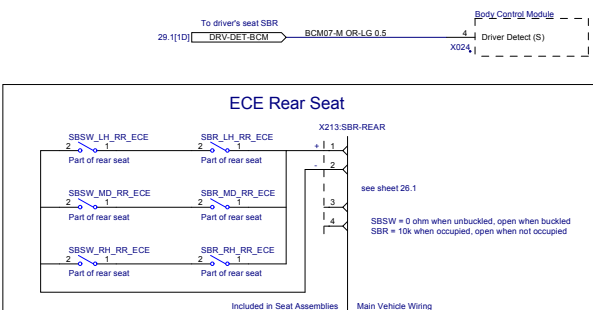 To driver's seat SBR
29.1[1D] DRV-DET-BCM BCM07-M OR-LG 0.5
Body Control Module
4 Driver Detect (S)
X024
ECE Rear Seat
X213:SBR-REAR
SBSW_LH_RR_ECE SBR_LH_RR_ECE
2 1 2 1 + 1
Part of rear seat Part of rear seat
- 2
see sheet 26.1
SBSW_MD_RR_ECE SBR_MD_RR_ECE
2 1 2 1 3
Part of rear seat Part of rear seat
4 SBSW = 0 ohm when unbuckled, open when buckled
SBR = 10k when occupied, open when not occupied
SBSW_RH_RR_ECE SBR_RH_RR_ECE
2 1 2 1
Part of rear seat Part of rear seat
Included in Seat Assemblies Main Vehicle Wiring